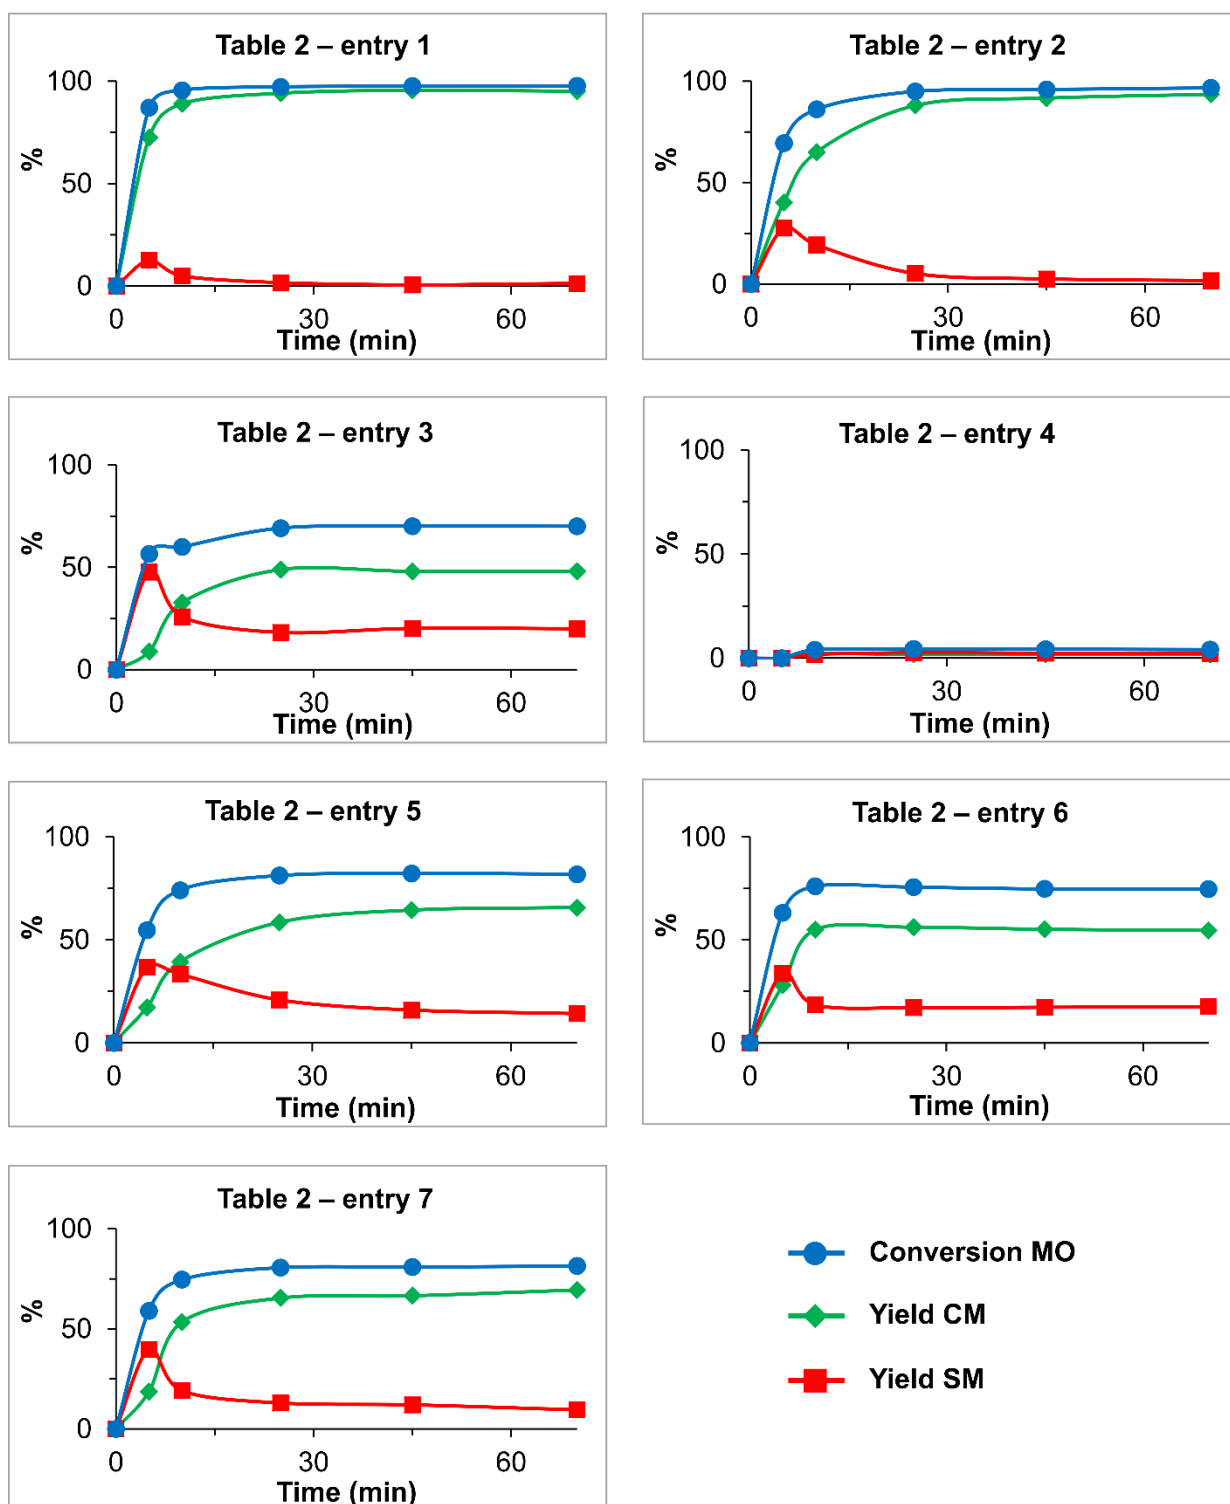 Table 2 – entry 1
100
50
0
%
0
30
60
Time (min)
Table 2 – entry 2
100
50
0
%
0
30
60
Time (min)
Table 2 – entry 3
100
50
0
%
0
30
60
Time (min)
Table 2 – entry 4
100
50
0
%
0
30
60
Time (min)
Table 2 – entry 5
100
50
0
%
0
30
60
Time (min)
Table 2 – entry 6
100
50
0
%
0
30
60
Time (min)
Table 2 – entry 7
100
50
0
%
0
30
60
Time (min)
Conversion MO
Yield CM
Yield SM